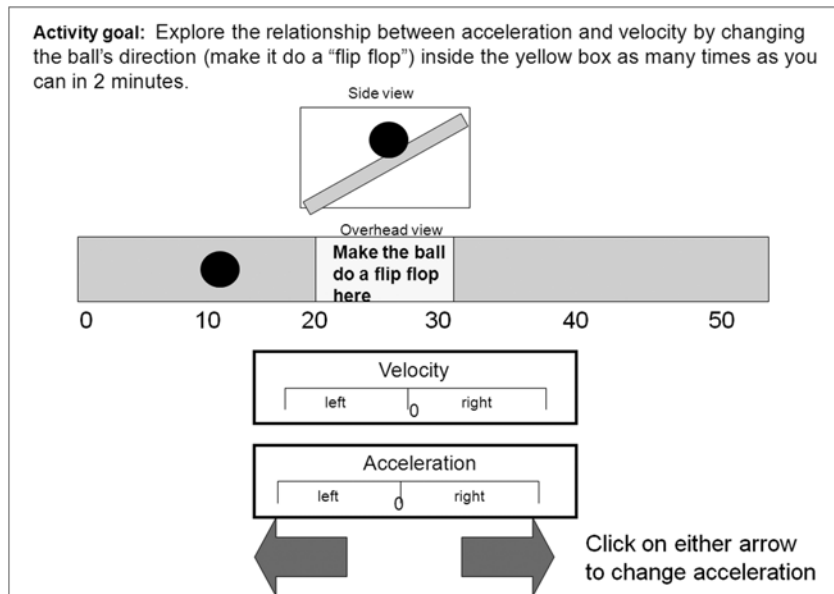 Activity goal: Explore the relationship between acceleration and velocity by changing
the ball's direction (make it do a “flip flop”) inside the yellow box as many times as you
can in 2 minutes.
Side view
Overhead view
Make the ball
do a flip flop
here
0 10 20 30 40 50
Velocity
left 0 right
Acceleration
left 0 right
Click on either arrow
to change acceleration